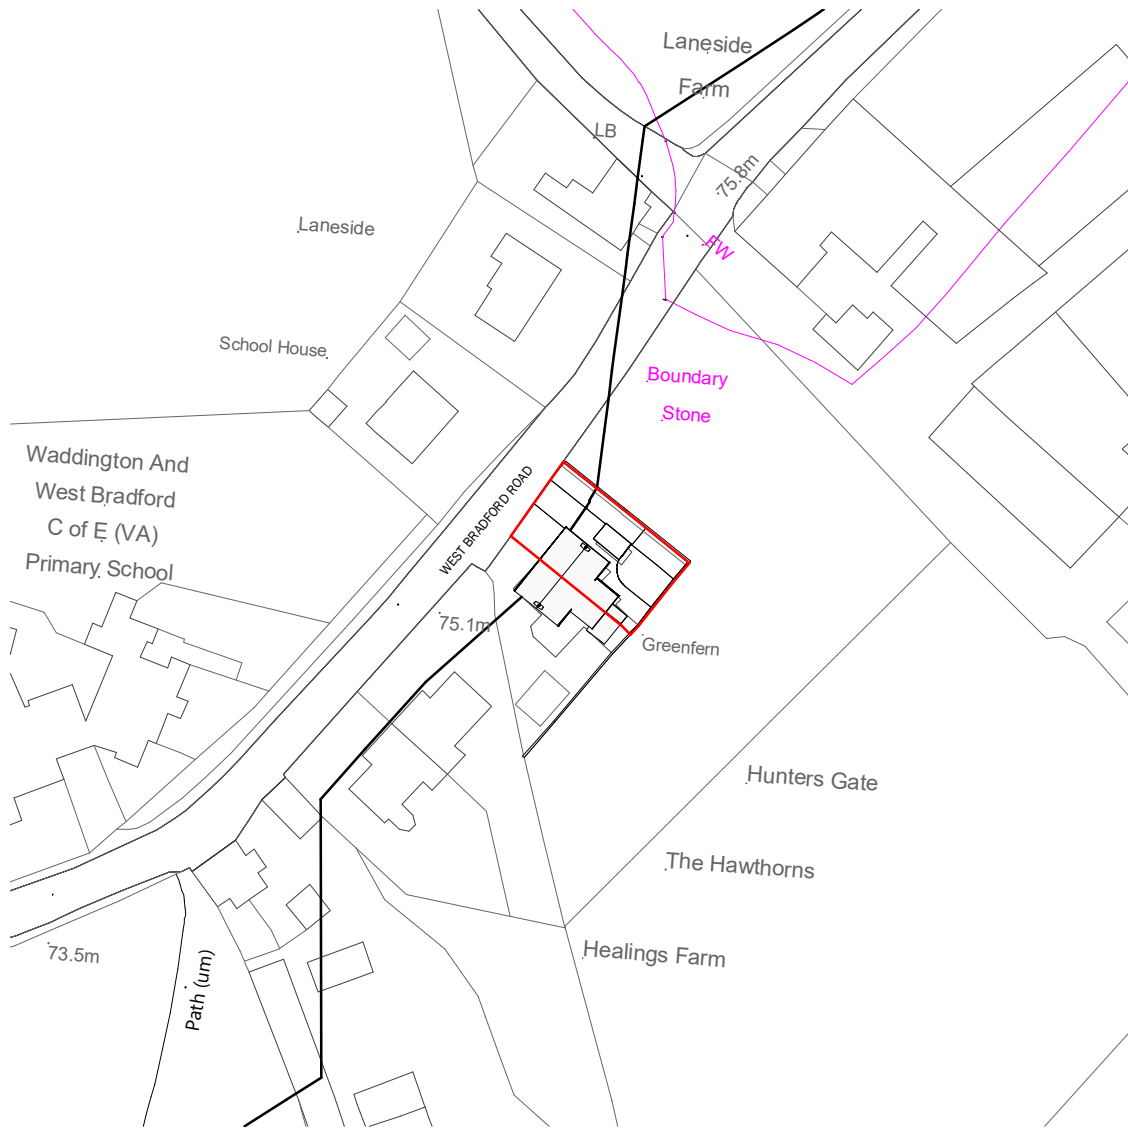 Laneside
Farm
LB
75.8m
Laneside
FW
School House
Boundary
Stone
Waddington And
West Bradford
C of E (VA)
Primary School
WEST BRADFORD ROAD
75.1m
Greenfern
Hunters Gate
The Hawthorns
Healings Farm
73.5m
Path (um)